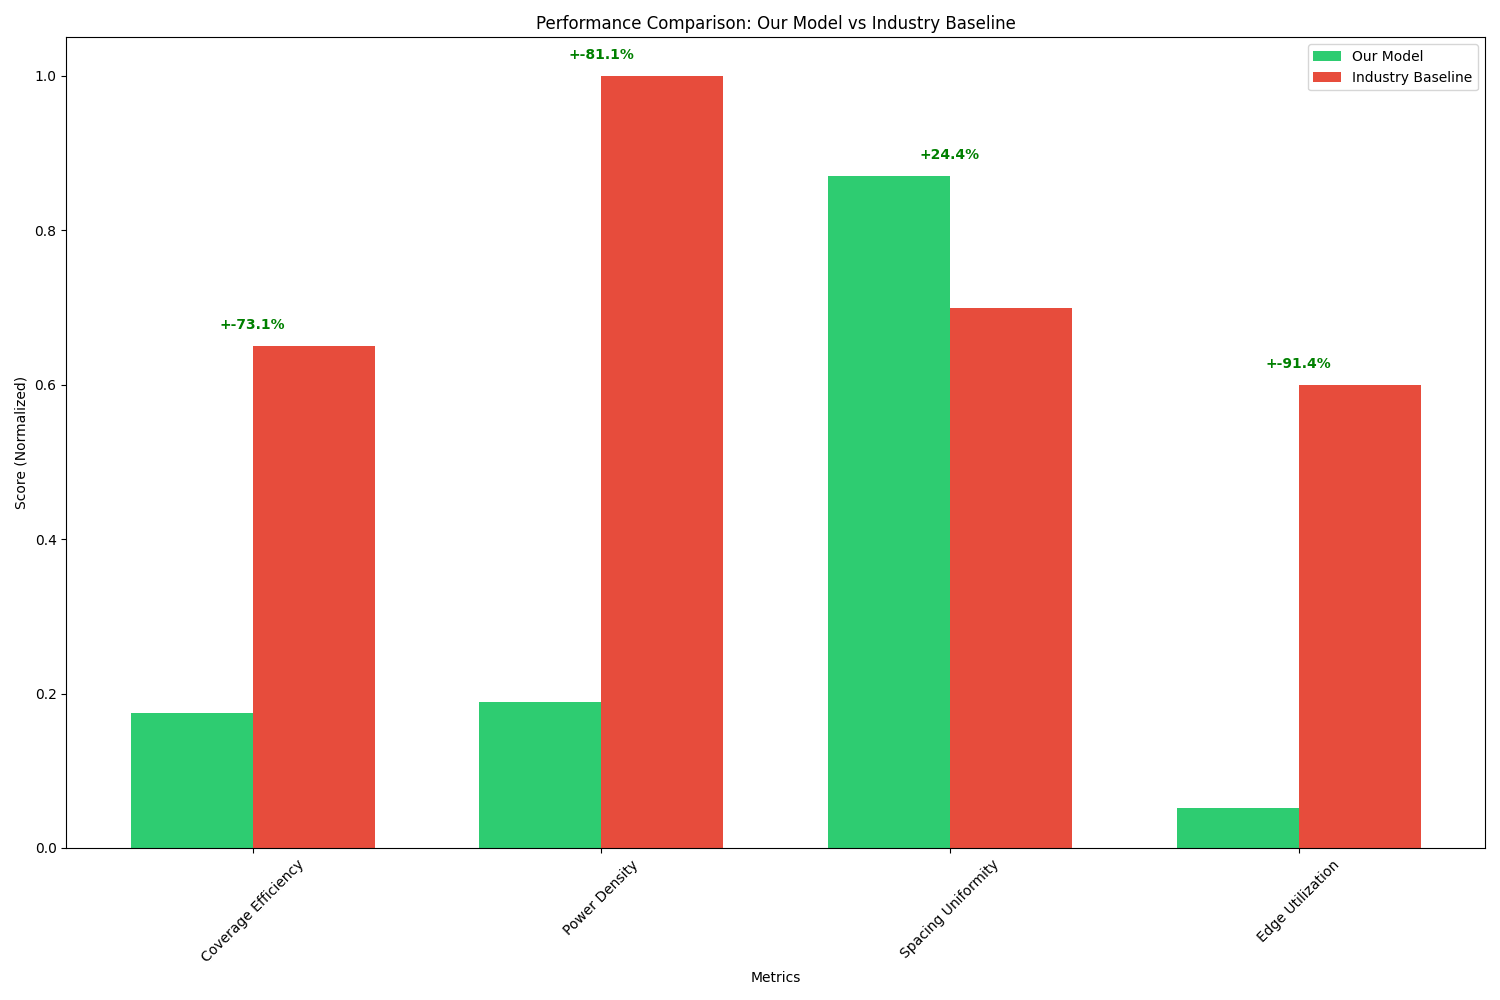 Performance Comparison: Our Model vs Industry Baseline
Our Model
Industry Baseline
+-73.1%
+-81.1%
+24.4%
+-91.4%
Score (Normalized)
1.0
0.8
0.6
0.4
0.2
0.0
Coverage Efficiency
Power Density
Spacing Uniformity
Edge Utilization
Metrics